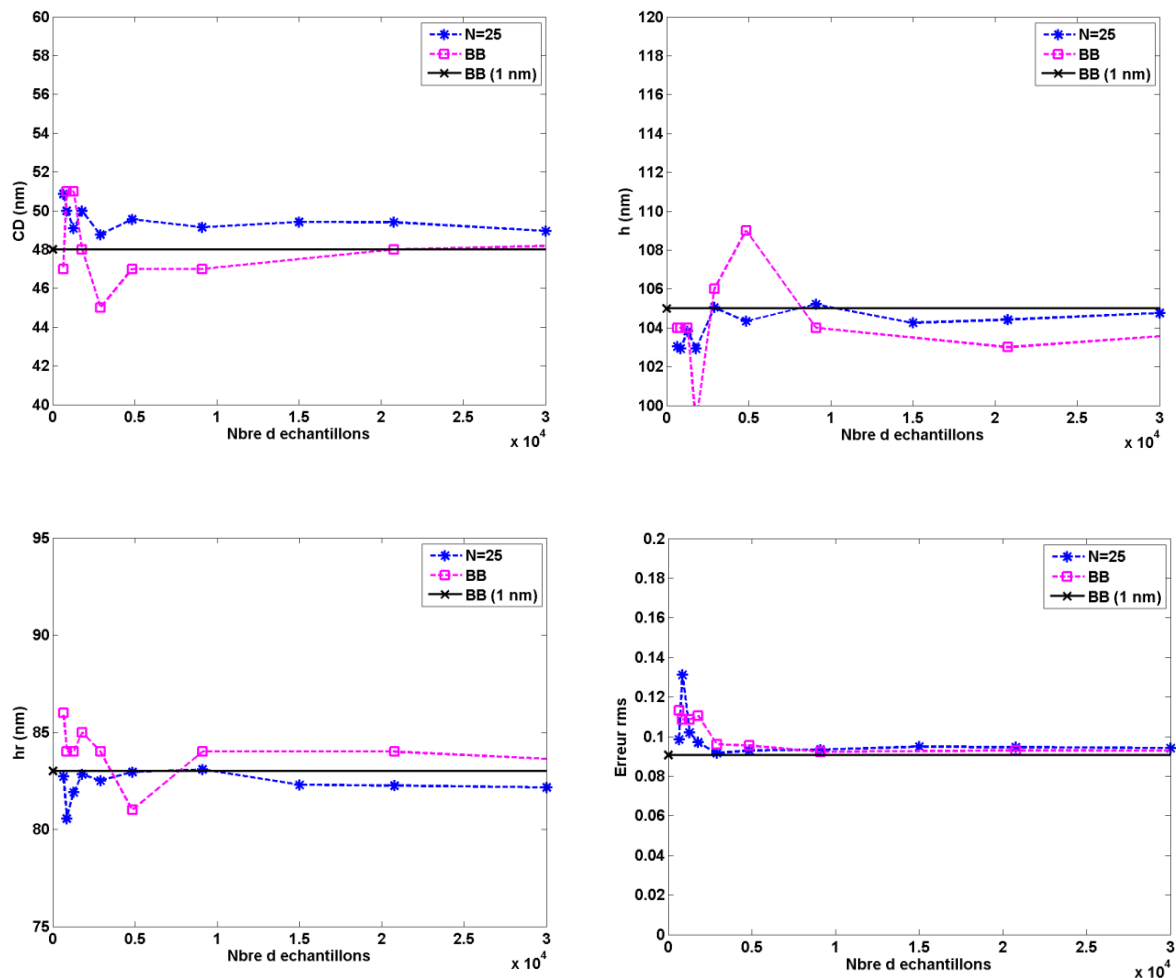 60
58
56
54
52
50
48
46
44
42
40
CD (nm)
0 0.5 1 1.5 2 2.5 3
x 10^4
Nbre d echantillons
N=25
BB
BB (1 nm)
120
118
116
114
112
110
108
106
104
102
100
h (nm)
0 0.5 1 1.5 2 2.5 3
x 10^4
Nbre d echantillons
N=25
BB
BB (1 nm)
95
90
85
80
75
hr (nm)
0 0.5 1 1.5 2 2.5 3
x 10^4
Nbre d echantillons
N=25
BB
BB (1 nm)
0.2
0.18
0.16
0.14
0.12
0.1
0.08
0.06
0.04
0.02
0
Erreur rms
0 0.5 1 1.5 2 2.5 3
x 10^4
Nbre d echantillons
N=25
BB
BB (1 nm)